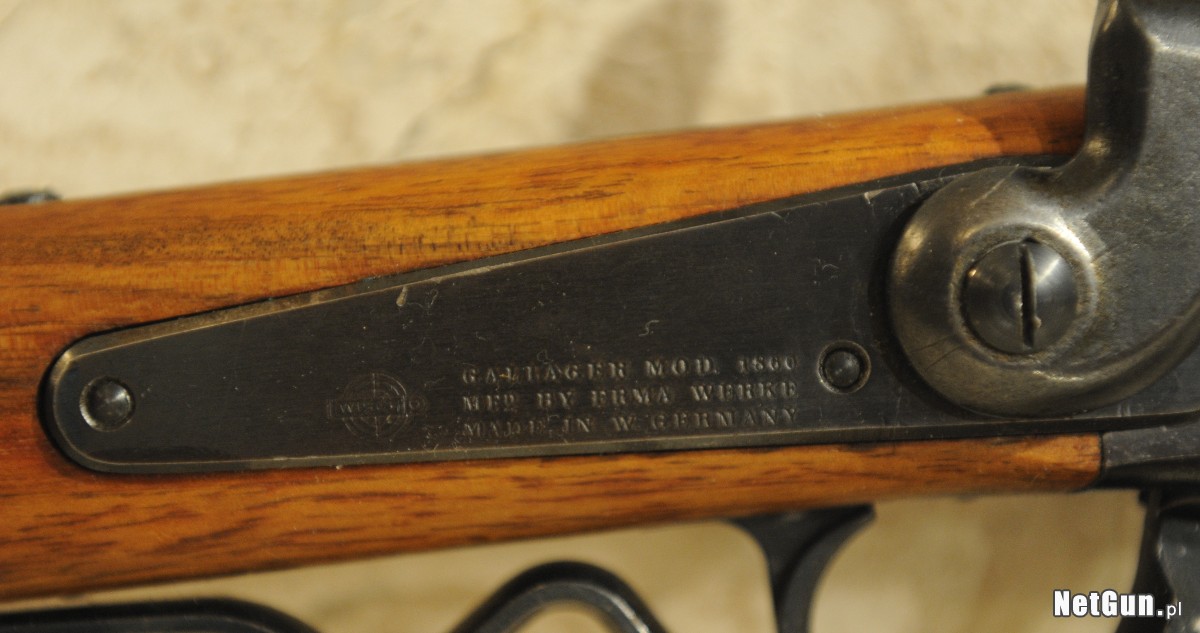 GALLAGER MOD. 1860
MFD. BY ERMA WERKE
MADE IN W. GERMANY
NetGun.pl